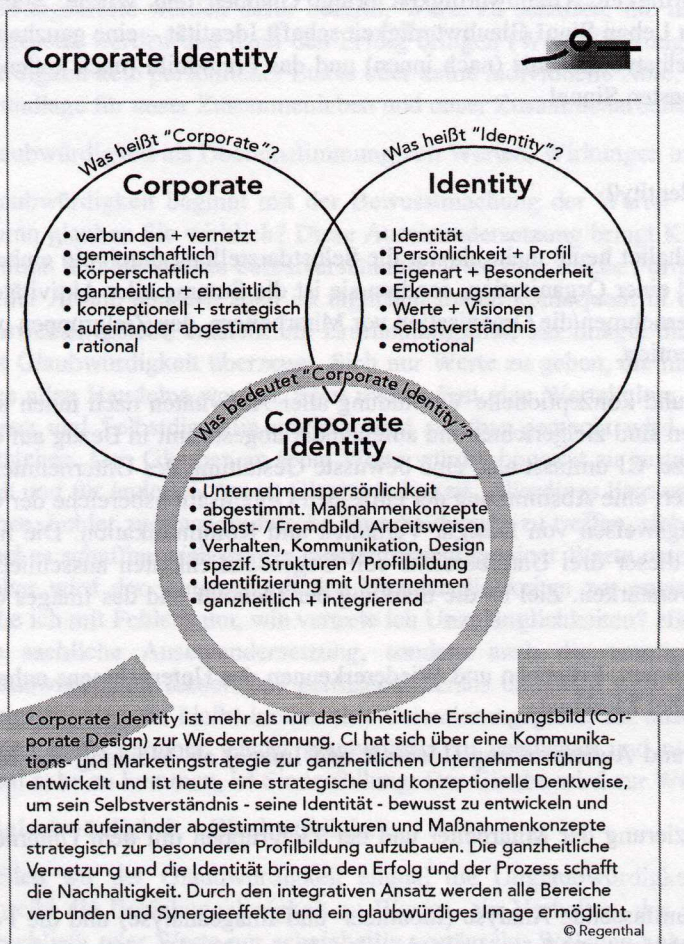 Corporate Identity
Was heißt "Corporate"?
Corporate
• verbunden + vernetzt
• gemeinschaftlich
• körperschaftlich
• ganzheitlich + einheitlich
• konzeptionell + strategisch
• aufeinander abgestimmt
• rational
Was heißt "Identity"?
Identity
• Identität
• Persönlichkeit + Profil
• Eigenart + Besonderheit
• Erkennungsmarke
• Werte + Visionen
• Selbstverständnis
• emotional
Was bedeutet "Corporate Identity"?
Corporate
Identity
• Unternehmenspersönlichkeit
• abgestimmt. Maßnahmenkonzepte
• Selbst- / Fremdbild, Arbeitsweisen
• Verhalten, Kommunikation, Design
• spezif. Strukturen / Profilbildung
• Identifizierung mit Unternehmen
• ganzheitlich + integrierend
Corporate Identity ist mehr als nur das einheitliche Erscheinungsbild (Cor-
porate Design) zur Wiedererkennung. CI hat sich über eine Kommunika-
tions- und Marketingstrategie zur ganzheitlichen Unternehmensführung
entwickelt und ist heute eine strategische und konzeptionelle Denkweise,
um sein Selbstverständnis - seine Identität - bewusst zu entwickeln und
darauf aufeinander abgestimmte Strukturen und Maßnahmenkonzepte
strategisch zur besonderen Profilbildung aufzubauen. Die ganzheitliche
Vernetzung und die Identität bringen den Erfolg und der Prozess schafft
die Nachhaltigkeit. Durch den integrativen Ansatz werden alle Bereiche
verbunden und Synergieeffekte und ein glaubwürdiges Image ermöglicht.
© Regenthal